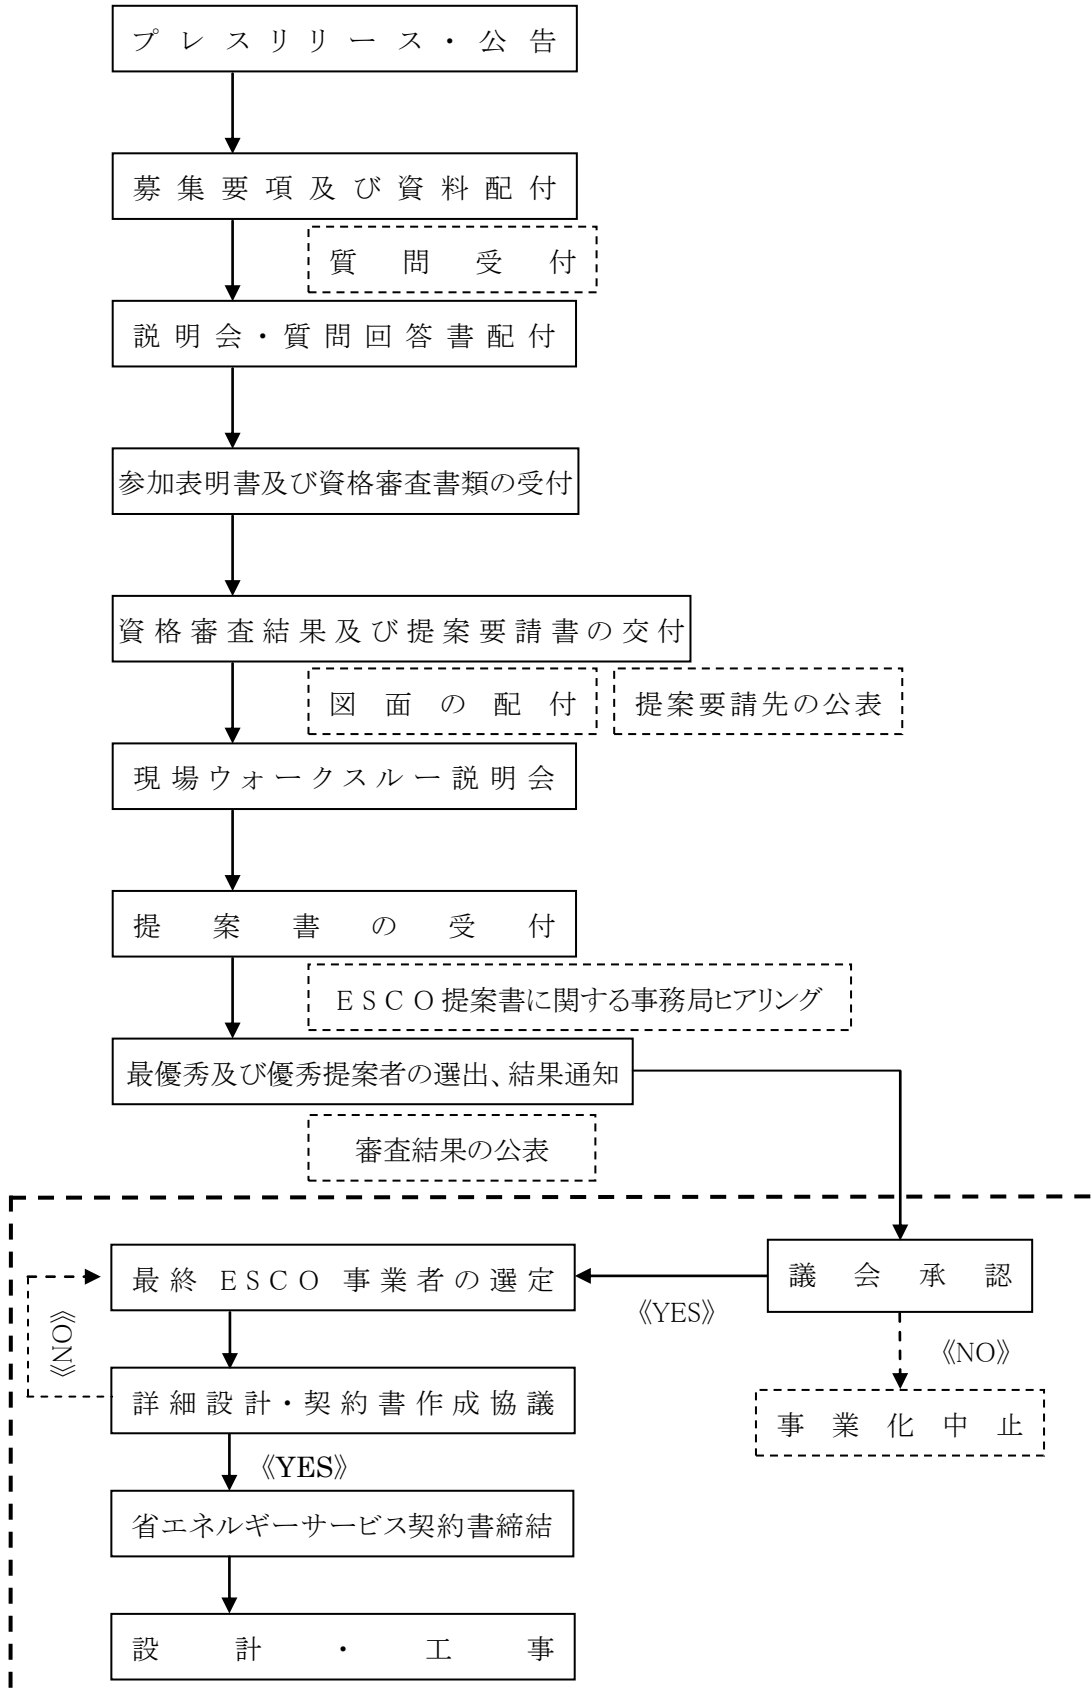 プレスリリース・公告
募集要項及び資料配付
質問受付
説明会・質問回答書配付
参加表明書及び資格審査書類の受付
資格審査結果及び提案要請書の交付
図面の配付
提案要請先の公表
現場ウォークスルー説明会
提案書の受付
ESCO提案書に関する事務局ヒアリング
最優秀及び優秀提案者の選出、結果通知
審査結果の公表
最終 ESCO 事業者の選定
議会承認
《YES》
《NO》
《NO》
詳細設計・契約書作成協議
事業化中止
《YES》
省エネルギーサービス契約書締結
設計・工事